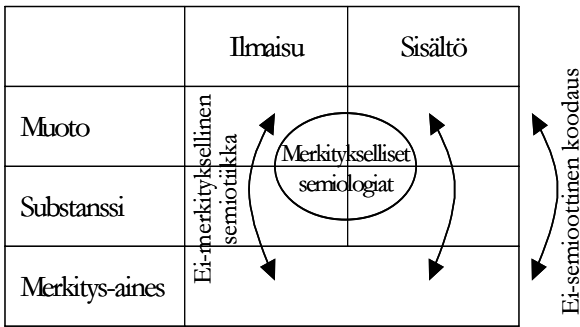 Ilmaisu
Sisältö
Muoto
Substanssi
Merkitys-aines
Ei-merkityksellinen
semiotiikka
Merkitykselliset
semiologiat
Ei-semioottinen koodaus